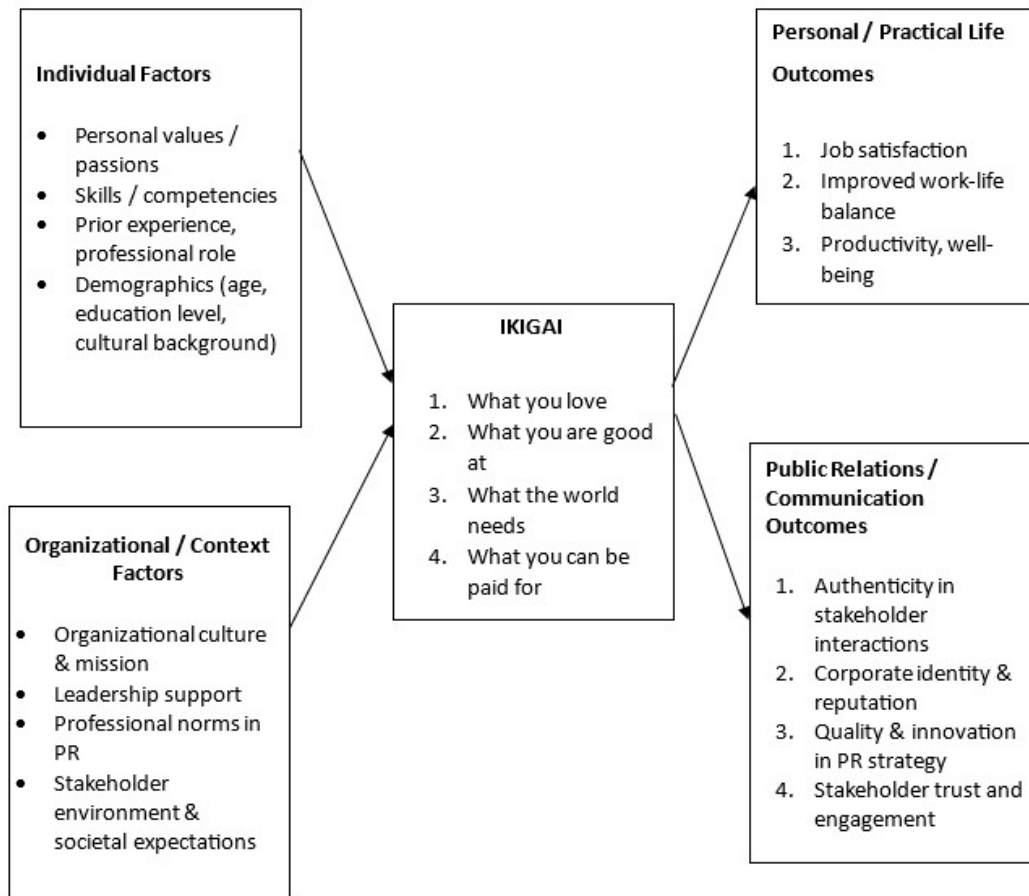 Individual Factors
• Personal values /
passions
• Skills / competencies
• Prior experience,
professional role
• Demographics (age,
education level,
cultural background)
Organizational / Context
Factors
• Organizational culture
& mission
• Leadership support
• Professional norms in
PR
• Stakeholder
environment &
societal expectations
IKIGAI
1. What you love
2. What you are good
at
3. What the world
needs
4. What you can be
paid for
Personal / Practical Life
Outcomes
1. Job satisfaction
2. Improved work-life
balance
3. Productivity, well-
being
Public Relations /
Communication
Outcomes
1. Authenticity in
stakeholder
interactions
2. Corporate identity &
reputation
3. Quality & innovation
in PR strategy
4. Stakeholder trust and
engagement